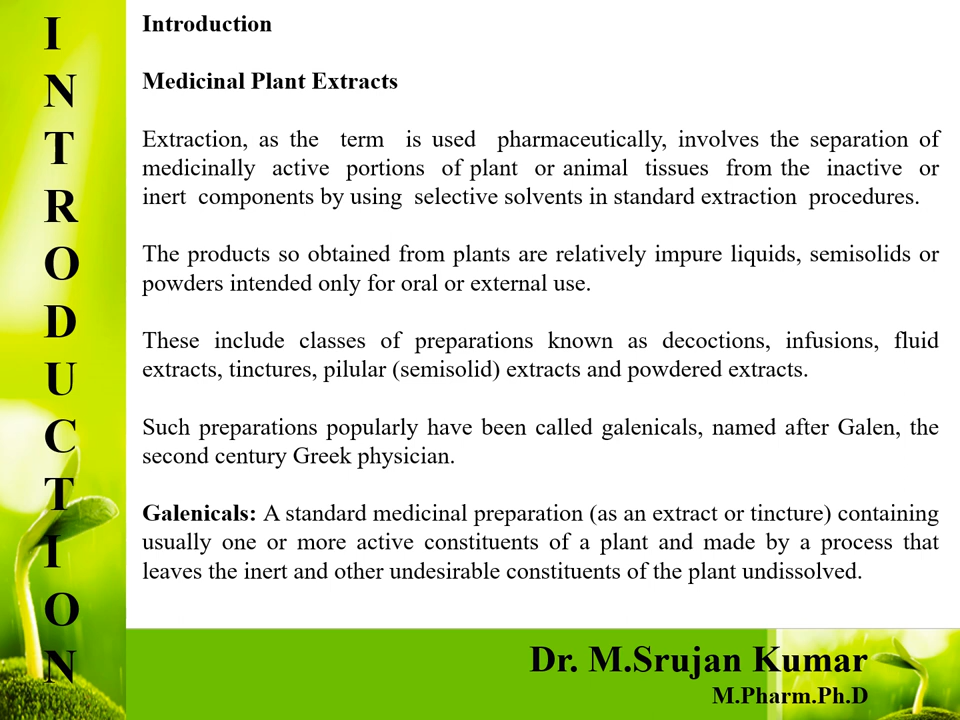 I
N
T
R
O
D
U
C
T
I
O
N
Introduction
Medicinal Plant Extracts
Extraction, as the term is used pharmaceutically, involves the separation of
medicinally active portions of plant or animal tissues from the inactive or
inert components by using selective solvents in standard extraction procedures.
The products so obtained from plants are relatively impure liquids, semisolids or
powders intended only for oral or external use.
These include classes of preparations known as decoctions, infusions, fluid
extracts, tinctures, pilular (semisolid) extracts and powdered extracts.
Such preparations popularly have been called galenicals, named after Galen, the
second century Greek physician.
Galenicals: A standard medicinal preparation (as an extract or tincture) containing
usually one or more active constituents of a plant and made by a process that
leaves the inert and other undesirable constituents of the plant undissolved.
Dr. M.Srujan Kumar
M.Pharm.Ph.D